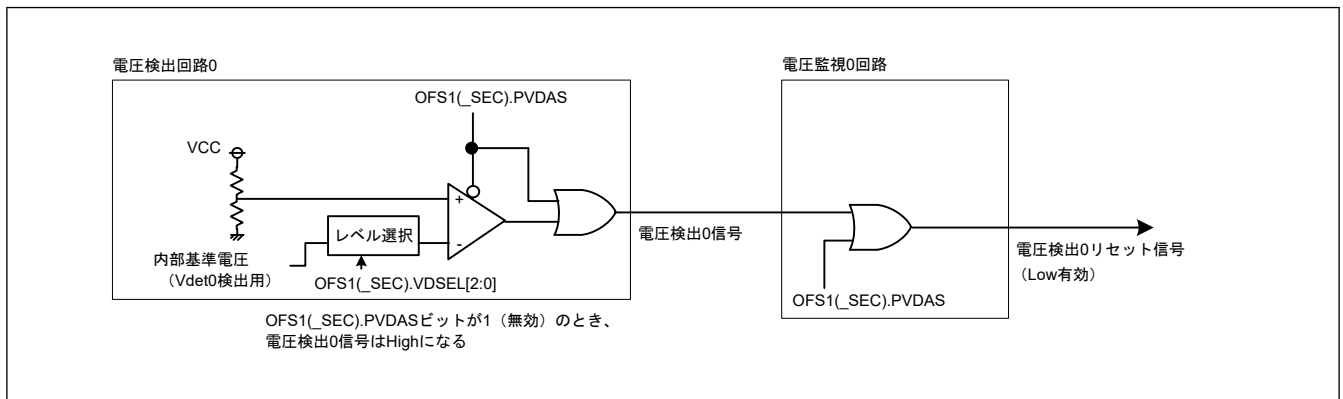 電圧検出回路0
OFS1(_SEC).PVDAS
VCC
+
レベル選択
-
内部基準電圧
（Vdet0検出用）
OFS1(_SEC).VDSEL[2:0]
電圧検出0信号
OFS1(_SEC).PVDASビットが1（無効）のとき、
電圧検出0信号はHighになる
電圧監視0回路
OFS1(_SEC).PVDAS
電圧検出0リセット信号
（Low有効）